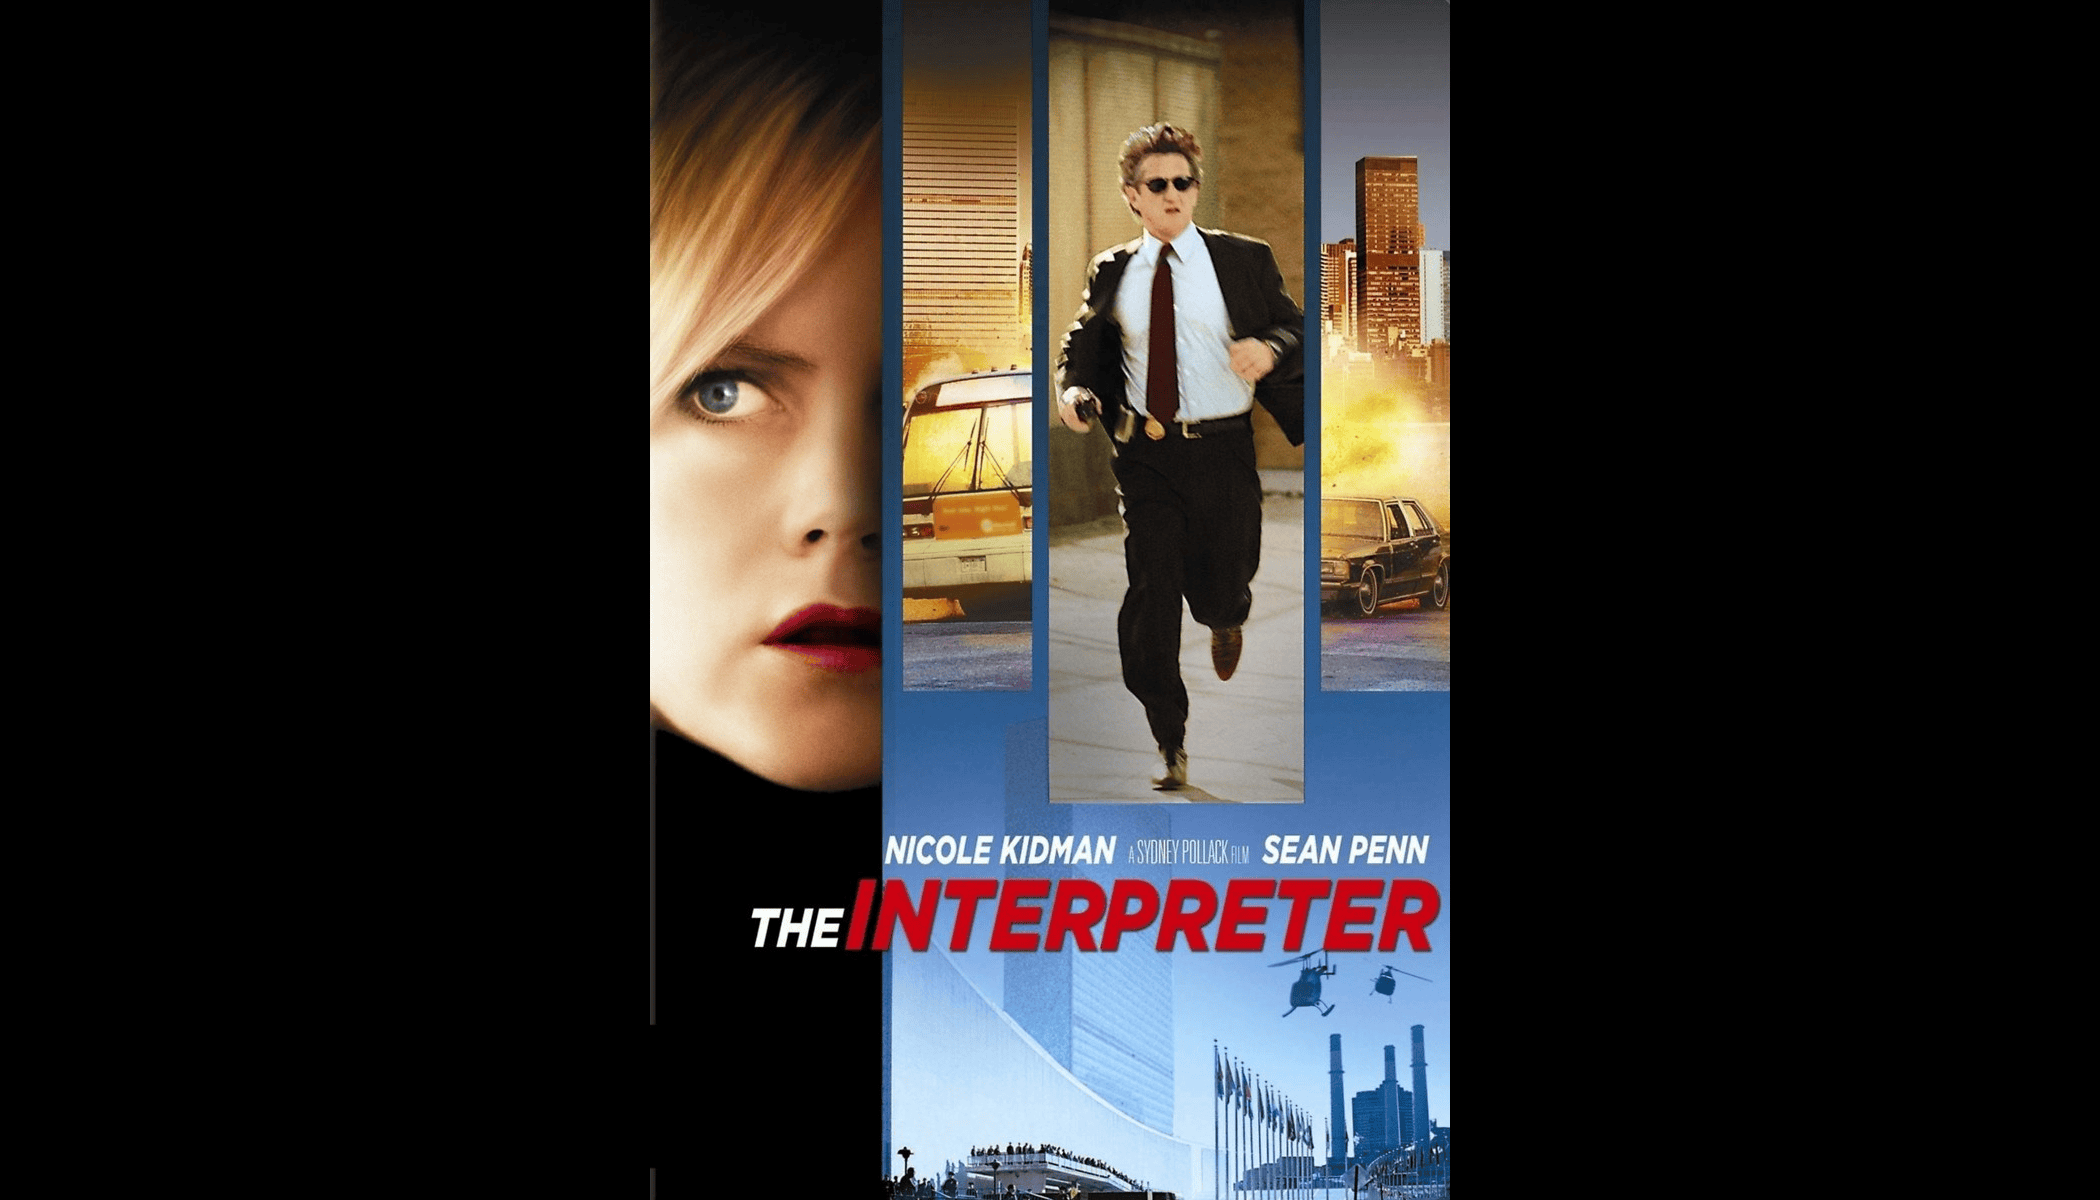 NICOLE KIDMAN A SYDNEY POLLACK FILM SEAN PENN
THE INTERPRETER